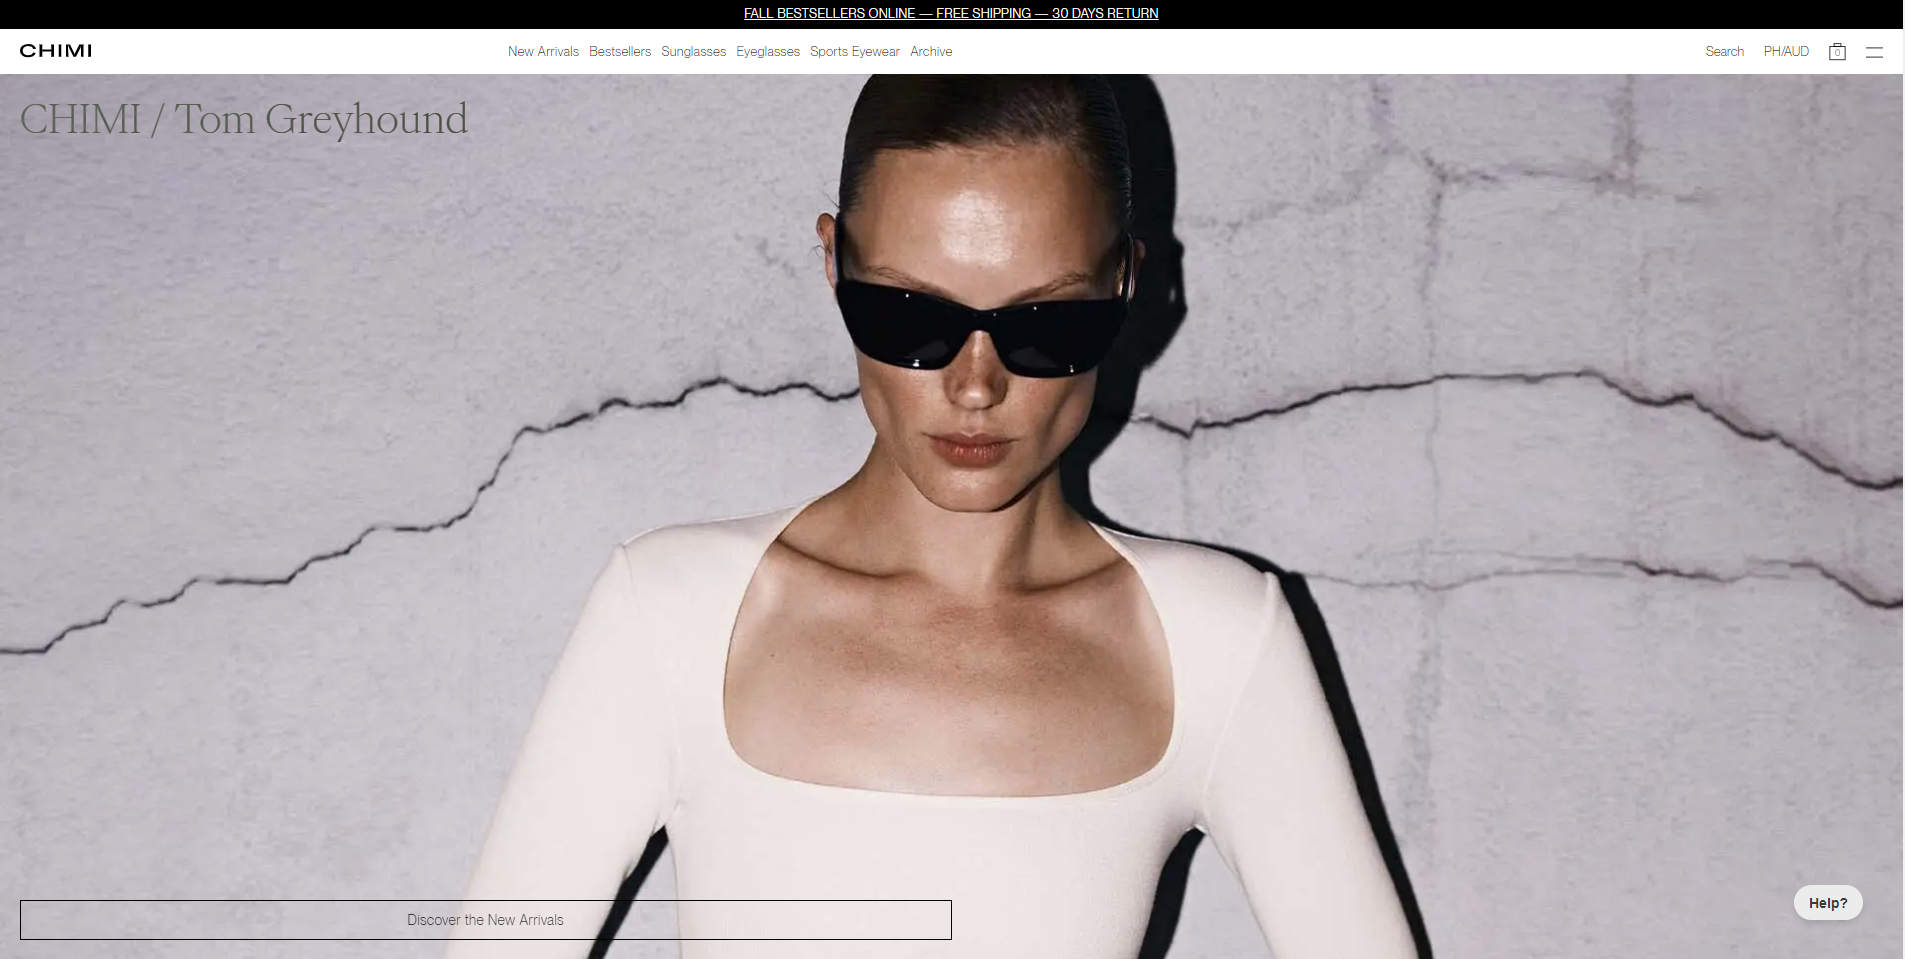 FALL BESTSELLERS ONLINE — FREE SHIPPING — 30 DAYS RETURN
CHIMI
New Arrivals Bestsellers Sunglasses Eyeglasses Sports Eyewear Archive
Search PH/AUD 0
CHIMI / Tom Greyhound
Help?
Discover the New Arrivals